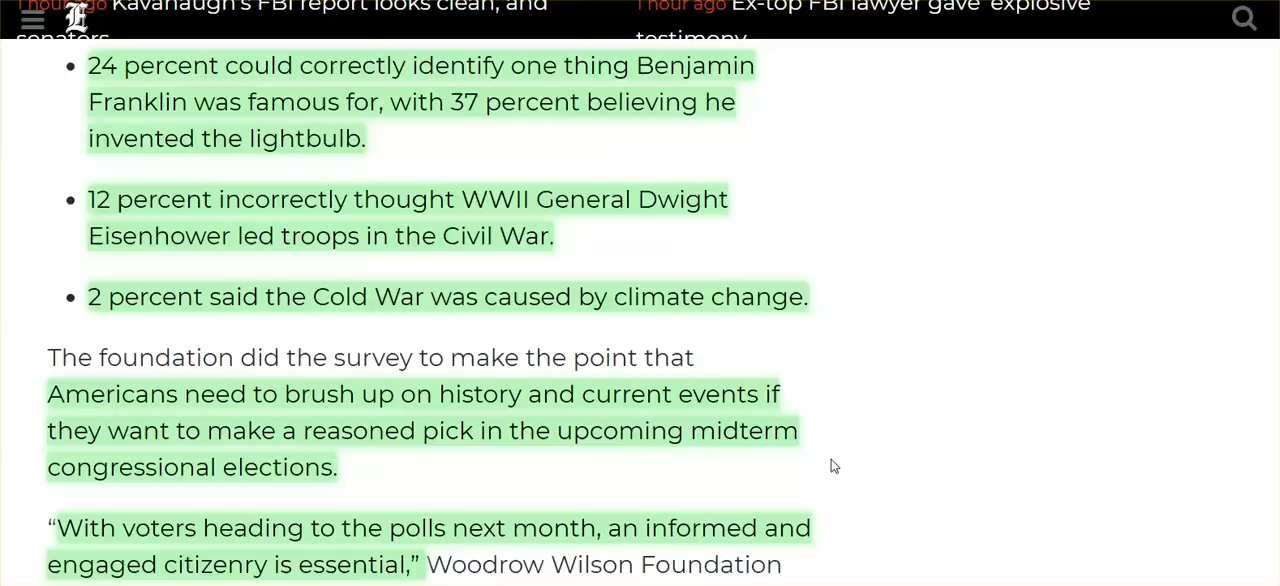 1 hour ago Kavanaugh's FBI report looks clean, and
senators
1 hour ago Ex-top FBI lawyer gave 'explosive'
testimony
E
• 24 percent could correctly identify one thing Benjamin
Franklin was famous for, with 37 percent believing he
invented the lightbulb.
• 12 percent incorrectly thought WWII General Dwight
Eisenhower led troops in the Civil War.
• 2 percent said the Cold War was caused by climate change.
The foundation did the survey to make the point that
Americans need to brush up on history and current events if
they want to make a reasoned pick in the upcoming midterm
congressional elections.
“With voters heading to the polls next month, an informed and
engaged citizenry is essential,” Woodrow Wilson Foundation